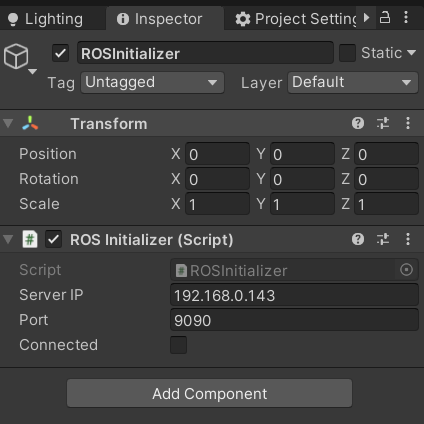 Lighting Inspector Project Setting
ROSInitializer Static
Tag Untagged Layer Default
Transform
Position X 0 Y 0 Z 0
Rotation X 0 Y 0 Z 0
Scale X 1 Y 1 Z 1
# ROS Initializer (Script)
Script # ROSInitializer
Server IP 192.168.0.143
Port 9090
Connected
Add Component